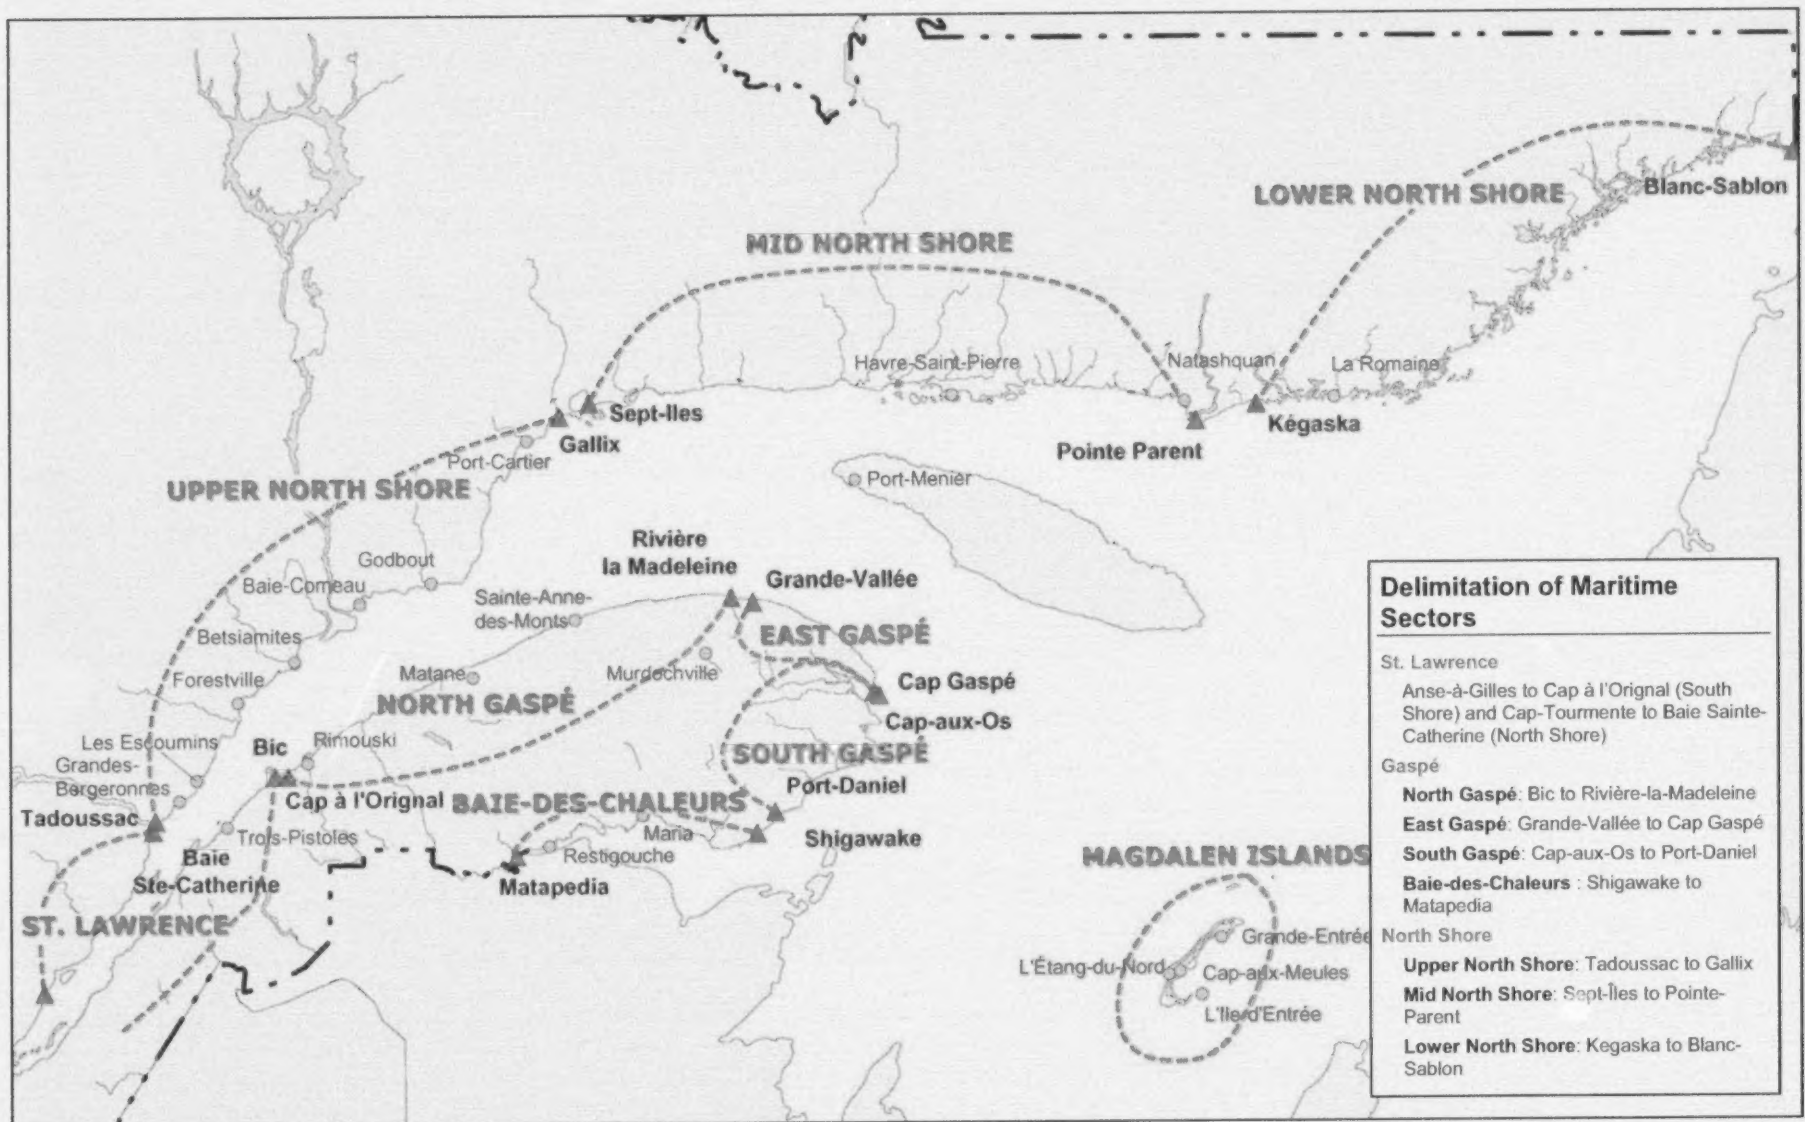 LOWER NORTH SHORE
Blanc-Sablon
MID NORTH SHORE
Havre-Saint-Pierre
Natashquan
La Romaine
Sept-Iles
Gallix
Kégaska
Pointe Parent
Port-Cartier
Port-Menier
UPPER NORTH SHORE
Rivière
la Madeleine
Grande-Vallée
Godbout
Baie-Comeau
Sainte-Anne-
des-Monts
EAST GASPÉ
Betsiamites
Murdochville
Matane
Forestville
Cap Gaspé
NORTH GASPÉ
Cap-aux-Os
Les Escoumins
Bic
Rimouski
SOUTH GASPÉ
Grandes-
Bergeronnes
Port-Daniel
Cap à l'Orignal
BAIE-DES-CHALEURS
Tadoussac
Trois-Pistoles
Maria
Shigawake
Baie
Ste-Catherine
Restigouche
Matapedia
MAGDALEN ISLANDS
ST. LAWRENCE
Grande-Entrée
L'Étang-du-Nord
Cap-aux-Meules
L'Ile d'Entrée
Delimitation of Maritime
Sectors
St. Lawrence
Anse-à-Gilles to Cap à l'Orignal (South
Shore) and Cap-Tourmente to Baie Sainte-
Catherine (North Shore)
Gaspé
North Gaspé: Bic to Rivière-la-Madeleine
East Gaspé: Grande-Vallée to Cap Gaspé
South Gaspé: Cap-aux-Os to Port-Daniel
Baie-des-Chaleurs : Shigawake to
Matapedia
North Shore
Upper North Shore: Tadoussac to Gallix
Mid North Shore: Sept-Îles to Pointe-
Parent
Lower North Shore: Kegaska to Blanc-
Sablon